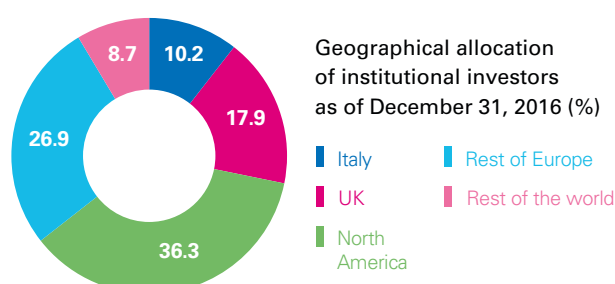 8.7
10.2
17.9
26.9
36.3
Geographical allocation
of institutional investors
as of December 31, 2016 (%)
Italy
Rest of Europe
UK
Rest of the world
North
America